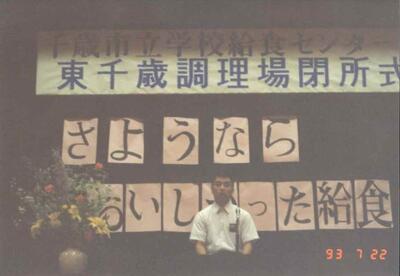 千歳市立学校給食センター
東千歳調理場閉所式
さようなら
おいし った給食
93 7 22